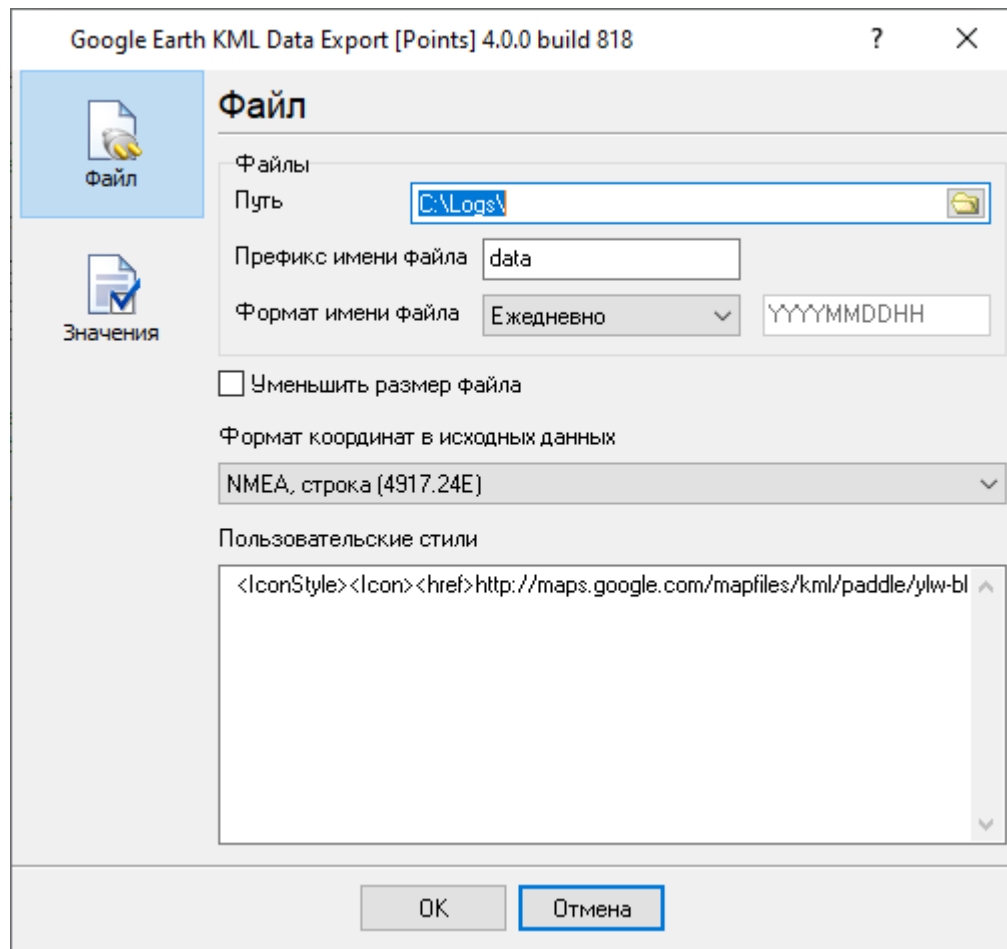 Google Earth KML Data Export [Points] 4.0.0 build 818
?
Файл
Файл
Значения
Файлы
Путь
C:\Logs\
Префикс имени файла
data
Формат имени файла
Ежедневно
YYYYMMDDHH
Уменьшить размер файла
Формат координат в исходных данных
NMEA, строка (4917.24E)
Пользовательские стили
<IconStyle><Icon><href>http://maps.google.com/mapfiles/kml/paddle/ylw-bl
OK
Отмена